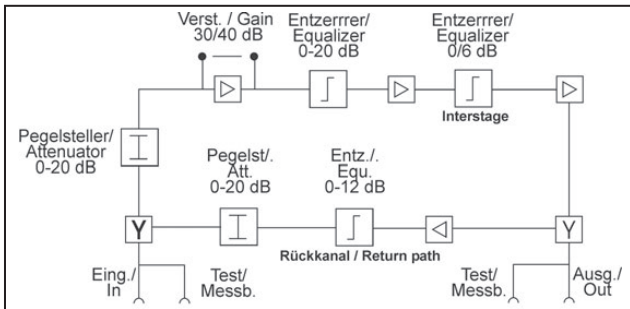 Verst. / Gain
30/40 dB
Entzerrrer/
Equalizer
0-20 dB
Entzerrrer/
Equalizer
0/6 dB
Interstage
Pegelsteller/
Attenuator
0-20 dB
Pegelst/.
Att.
0-20 dB
Entz./.
Equ.
0-12 dB
Y
Y
Rückkanal / Return path
Eing./
In
Test/
Messb.
Test/
Messb.
Ausg./
Out